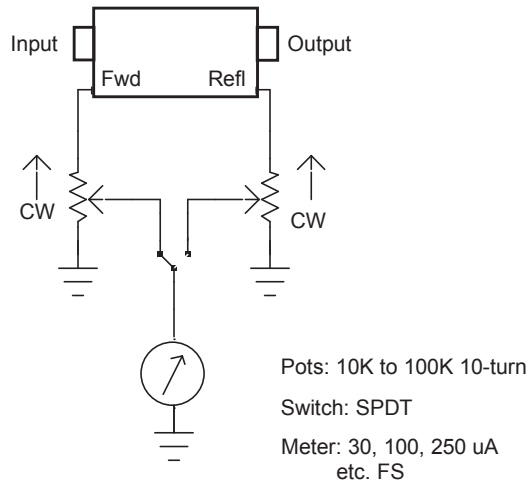 Input
Output
Fwd
Refl
CW
CW
Pots: 10K to 100K 10-turn
Switch: SPDT
Meter: 30, 100, 250 uA
etc. FS